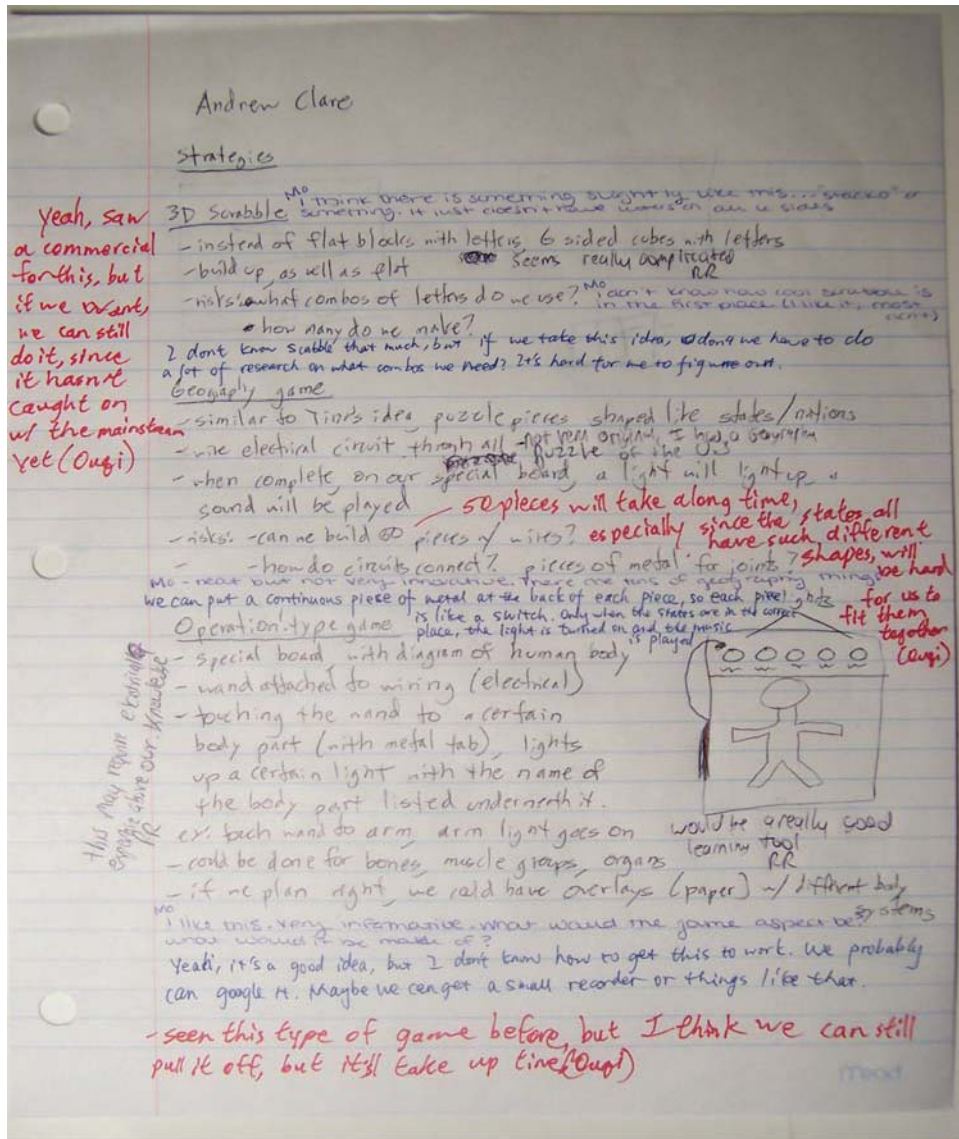 Andrew Clare
Strategies
Mo I think there is something slightly like this... "stacko" or
3D Scrabble something. It just doesn't have on all 4 sides
- instead of flat blocks with letters, 6 sided cubes with letters
- build up, as well as flat
seems really complicated
RR
- risks: what combos of letters do we use?
Mo I don't know how cool scrabble is
in the first place (I like it, most
don't)
• how many do we make?
I dont know scabble that much, but if we take this idea, dont we have to do
a lot of research on what combos we need? It's hard for me to figure out.
Yeah, saw
a commercial
for this, but
if we want,
we can still
do it, since
it hasn't
caught on
w/ the mainstream
yet (Ougi)
Geography game
- similar to Tim's idea, puzzle pieces shaped like states/nations
- wire electrical circuit through all
- not very original, I had a Geography
puzzle of the US
- when complete, on our special board, a light will light up,
sound will be played
- risks: - can we build 50 pieces w/ wires?
50 pieces will take along time,
especially since the states all
have such different
shapes, will
be hard
for us to
fit them
together
(Ougi)
- how do circuits connect? pieces of metal for joints?
Mo - neat but not very innovative. There are tons of geography things
we can put a continuous piese of metal at the back of each piece, so each piece
is like a switch. Only when the states are in the correct
place, the light is turned on and the music
is played
Operation-type game
lights
- special board, with diagram of human body
- wand attached to wiring (electrical)
- touching the wand to a certain
body part (with metal tab), lights
up a certain light with the name of
the body part listed underneath it.
ex: touch wand to arm, arm light goes on
would be a really good
learning tool
RR
- could be done for bones, muscle groups, organs
- if we plan right, we could have overlays (paper) w/ different body
systems
this may require
above our knowledge
RR
Mo I like this. very informative. what would the game aspect be?
what would it be made of?
Yeah, it's a good idea, but I don't know how to get this to work. We probably
can google it. Maybe we can get a small recorder or things like that.
- seen this type of game before, but I think we can still
pull it off, but it'll take up time (Ougi)
mead